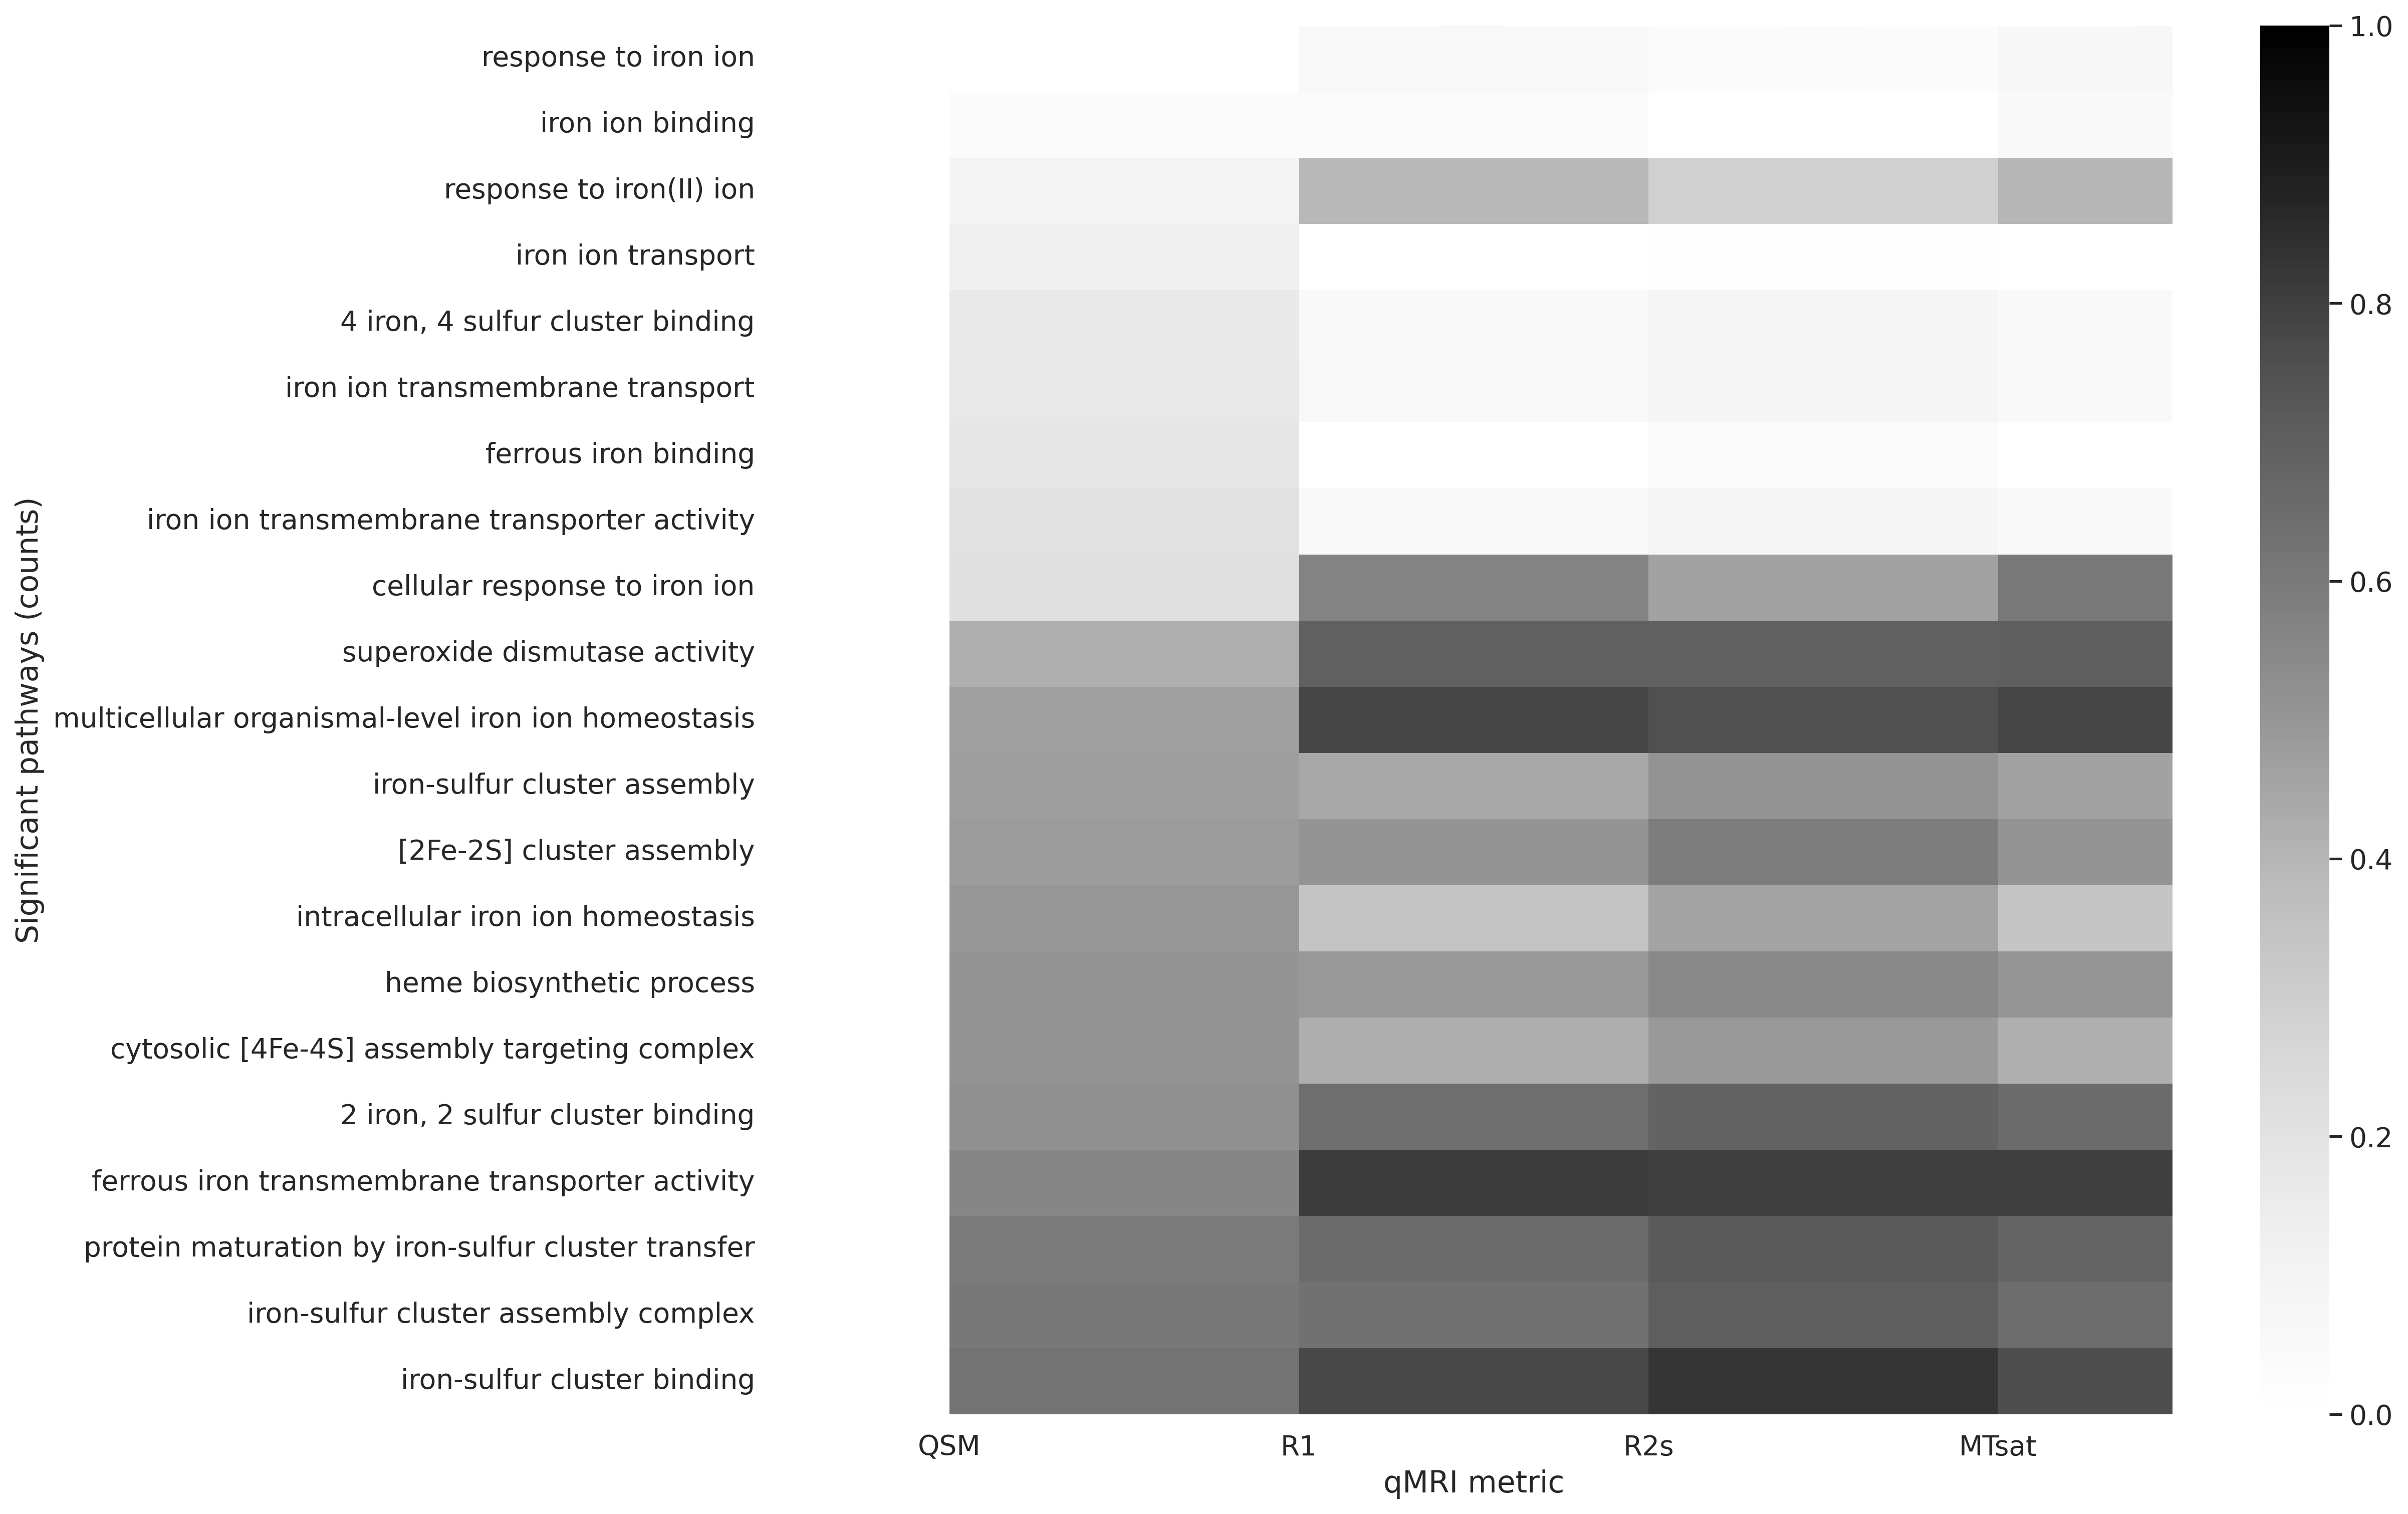 response to iron ion
iron ion binding
response to iron(II) ion
iron ion transport
4 iron, 4 sulfur cluster binding
iron ion transmembrane transport
ferrous iron binding
iron ion transmembrane transporter activity
cellular response to iron ion
superoxide dismutase activity
multicellular organismal-level iron ion homeostasis
iron-sulfur cluster assembly
[2Fe-2S] cluster assembly
intracellular iron ion homeostasis
heme biosynthetic process
cytosolic [4Fe-4S] assembly targeting complex
2 iron, 2 sulfur cluster binding
ferrous iron transmembrane transporter activity
protein maturation by iron-sulfur cluster transfer
iron-sulfur cluster assembly complex
iron-sulfur cluster binding
Significant pathways (counts)
QSM R1 R2s MTsat
qMRI metric
1.0
0.8
0.6
0.4
0.2
0.0